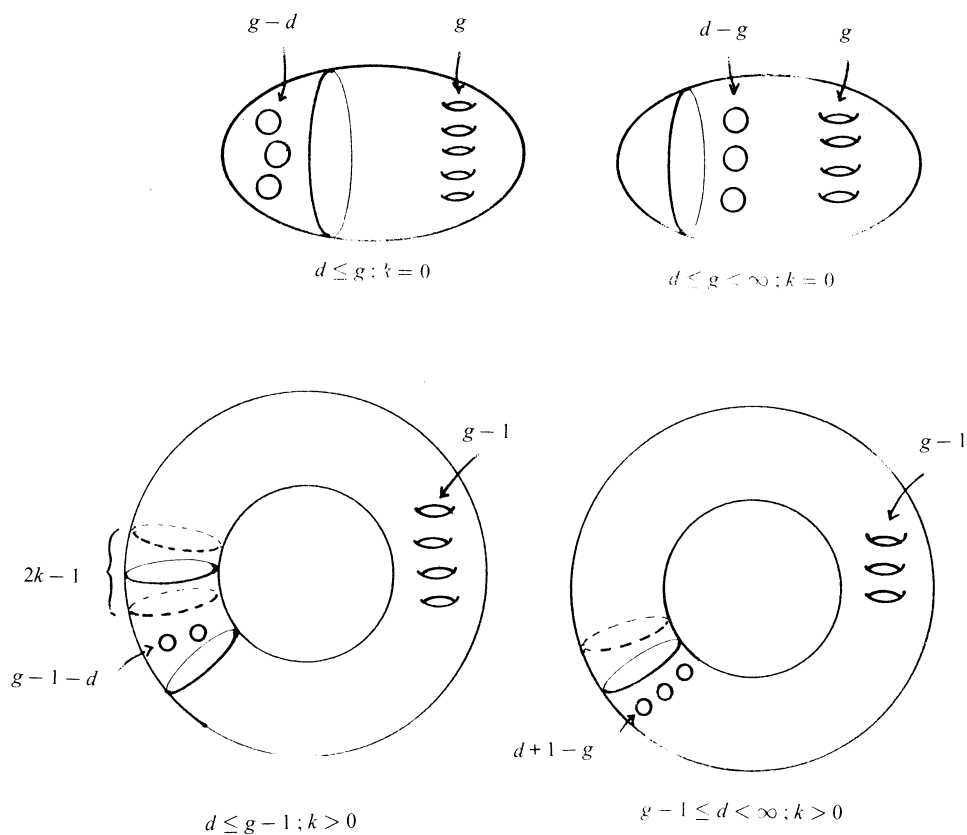 g − d
g
d − g
g
d ≤ g ; k = 0
d ≤ g < ∞ ; k = 0
g − 1
g − 1
2k − 1
g − 1 − d
d + 1 − g
d ≤ g − 1 ; k > 0
g − 1 ≤ d < ∞ ; k > 0